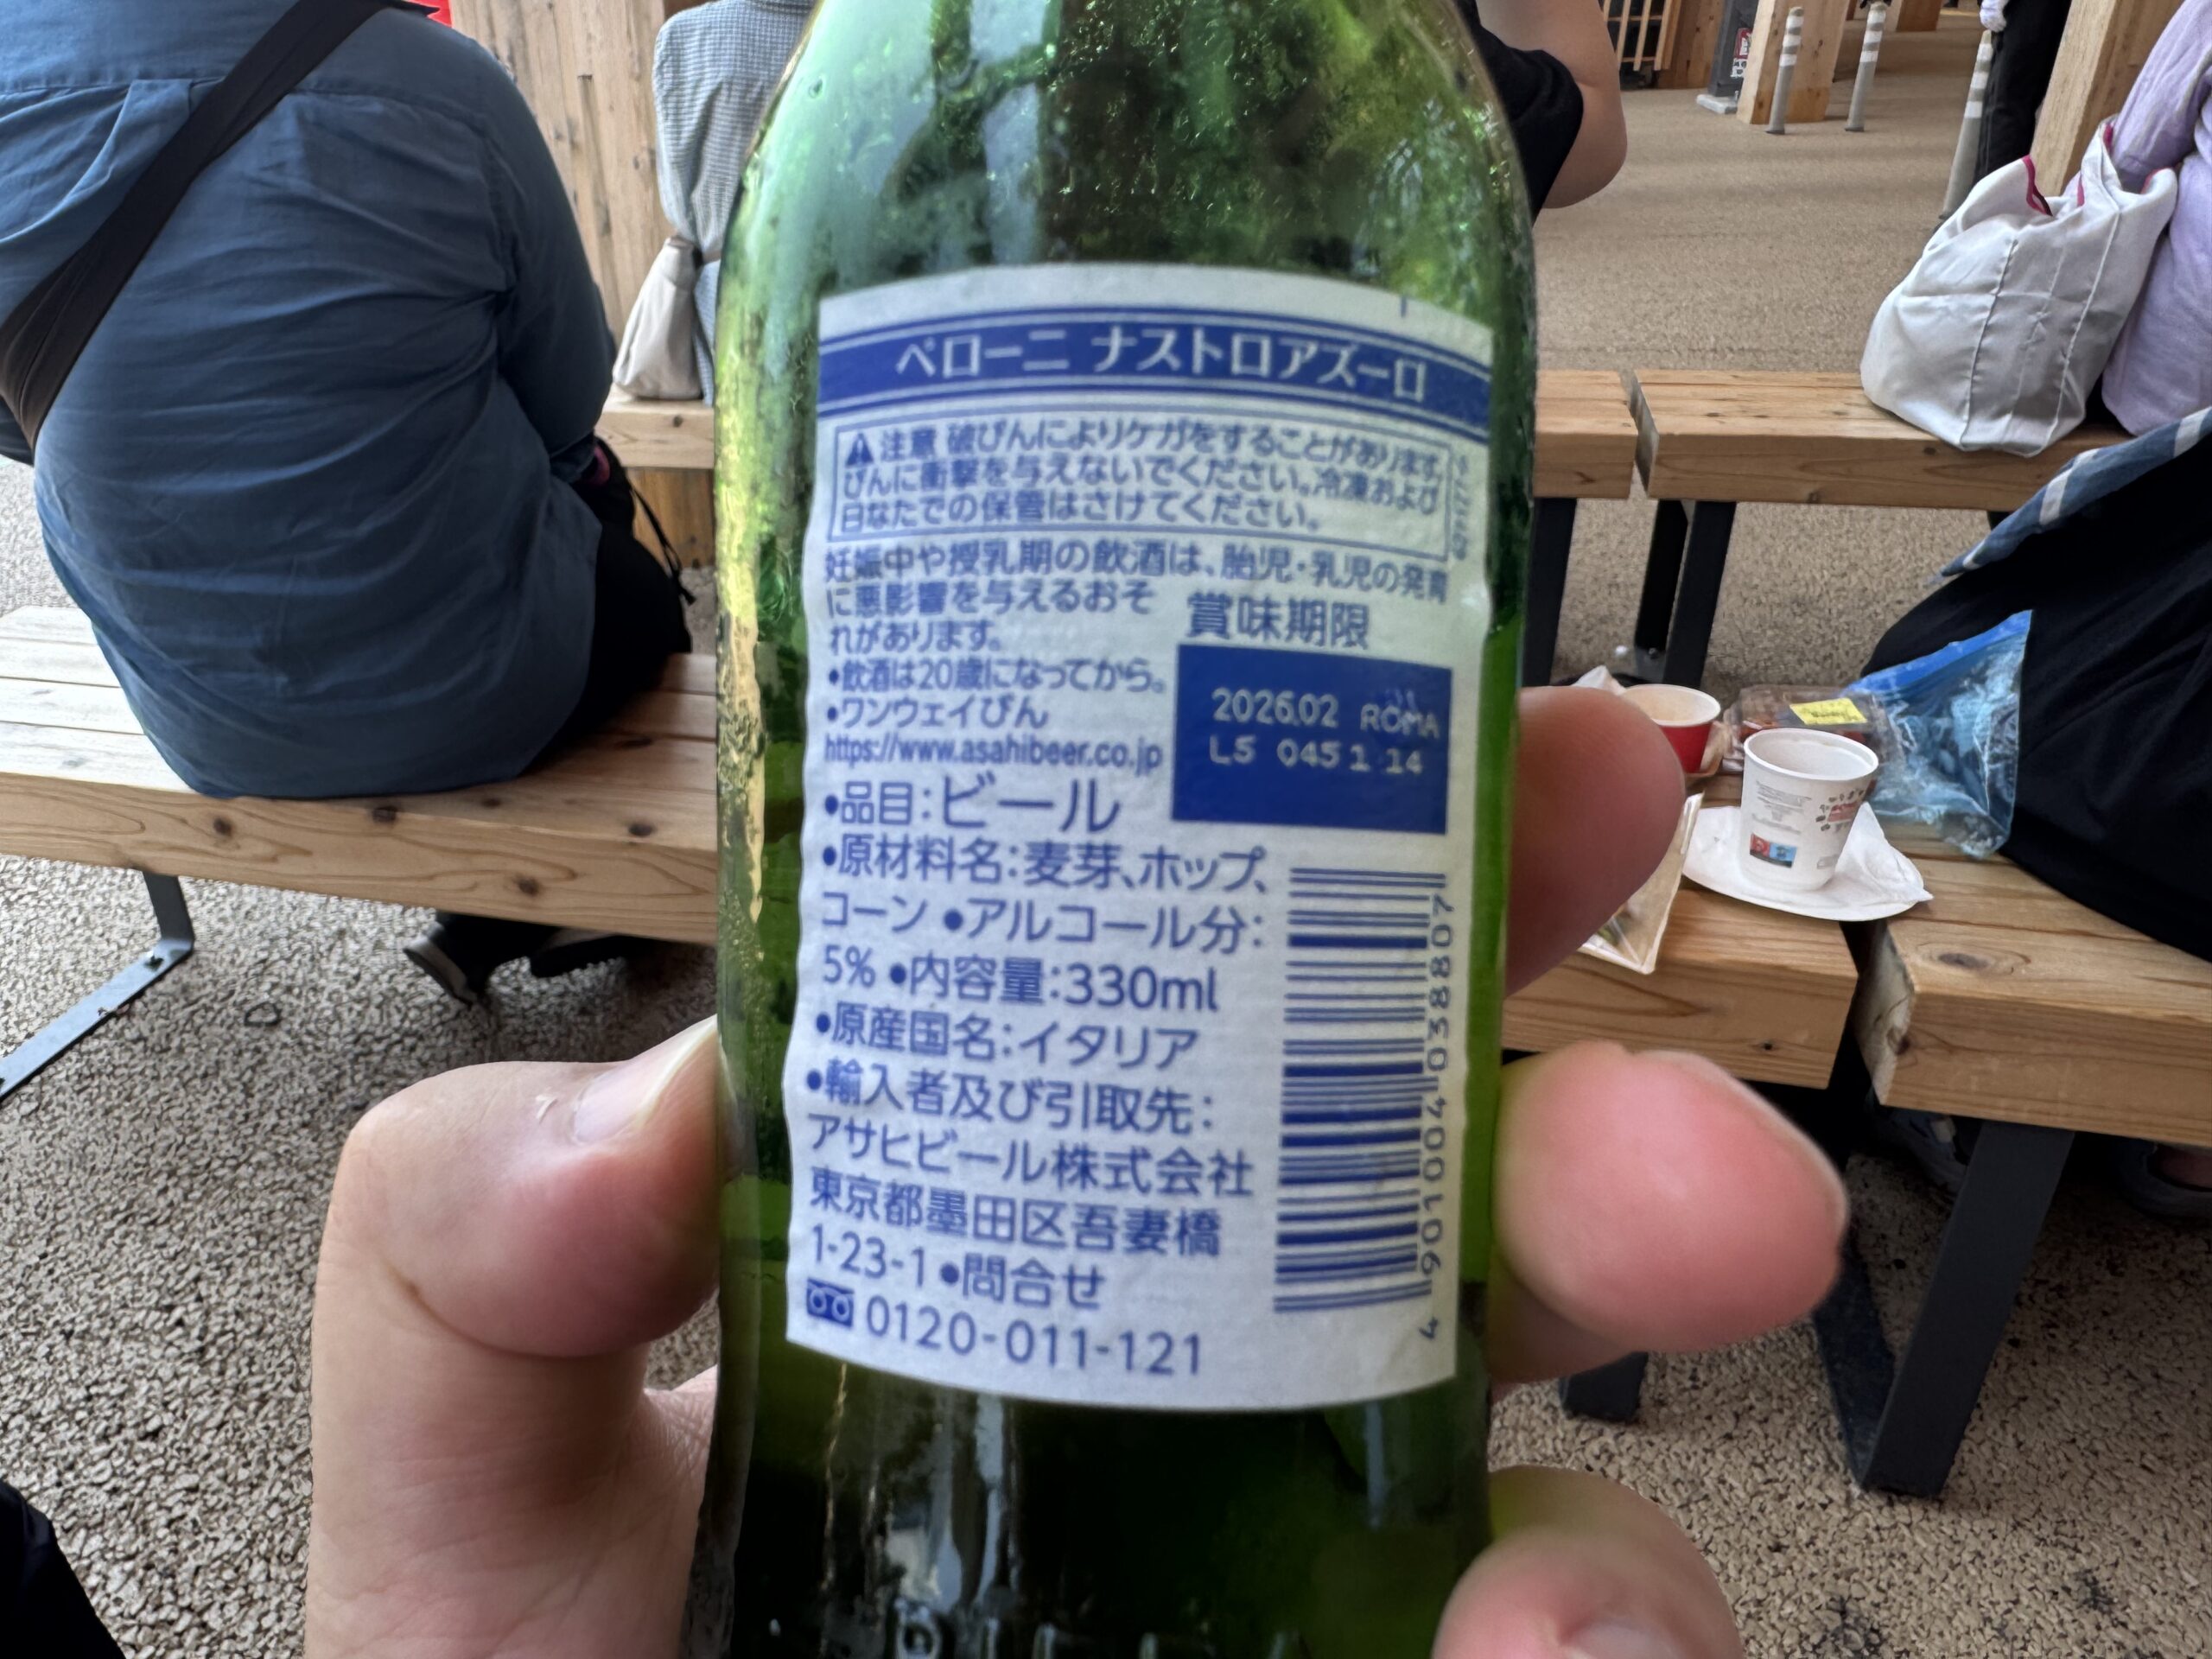 ペローニ ナストロアズーロ
注意 破びんによりケガをすることがあります。
びんに衝撃を与えないでください。冷凍および
日なたでの保管はさけてください。
妊娠中や授乳期の飲酒は、胎児・乳児の発育
に悪影響を与えるおそ
れがあります。
•飲酒は20歳になってから。
•ワンウェイびん
https://www.asahibeer.co.jp
賞味期限
2026.02 ROMA
L5 045 1 14
•品目:ビール
•原材料名:麦芽、ホップ、
コーン •アルコール分:
5% •内容量:330ml
•原産国名:イタリア
•輸入者及び引取先:
アサヒビール株式会社
東京都墨田区吾妻橋
1-23-1 •問合せ
0120-011-121
4 901004 038807